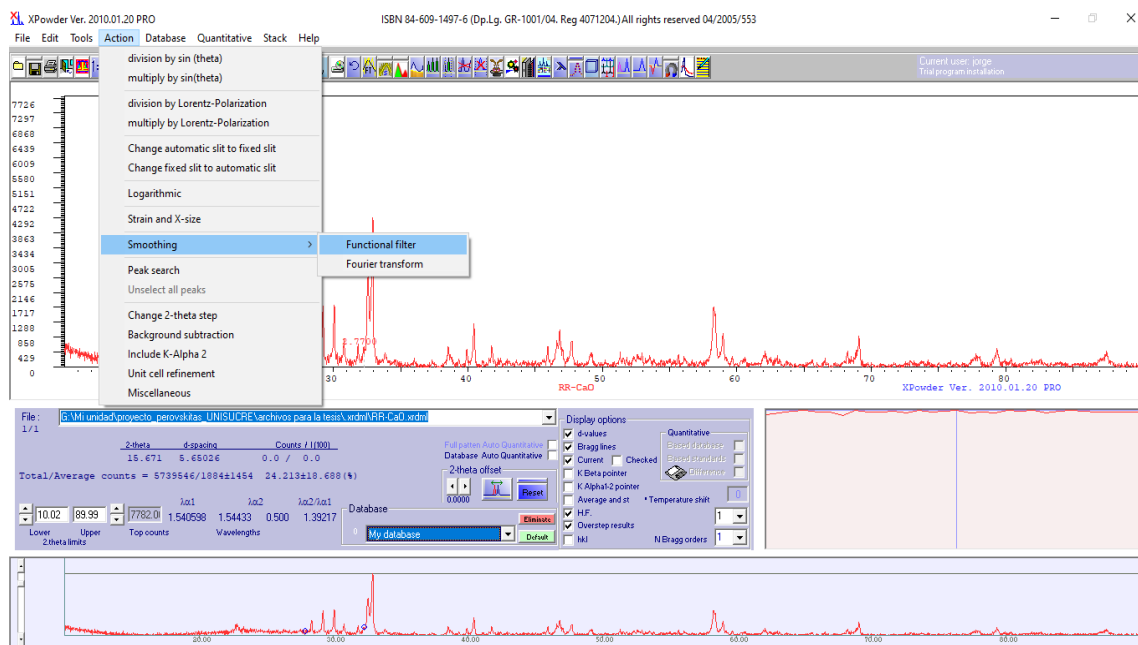 XPowder Ver. 2010.01.20 PRO
ISBN 84-609-1497-6 (Dp.Lg. GR-1001/04. Reg 4071204.)All rights reserved 04/2005/553
File Edit Tools Action Database Quantitative Stack Help
Current user: jorge
Trial program installation
division by sin (theta)
multiply by sin(theta)
division by Lorentz-Polarization
multiply by Lorentz-Polarization
Change automatic slit to fixed slit
Change fixed slit to automatic slit
Logarithmic
Strain and X-size
Smoothing >
Functional filter
Fourier transform
Peak search
Unselect all peaks
Change 2-theta step
Background subtraction
Include K-Alpha 2
Unit cell refinement
Miscellaneous
7726
7297
6868
6439
6009
5580
5151
4722
4292
3863
3434
3005
2575
2146
1717
1288
858
429
0
30 40 50 60 70 80
RR-CaO
XPowder Ver. 2010.01.20 PRO
File :
G:\Mi unidad\proyecto_perovskitas_UNISUCRE\archivos para la tesis\.xrdml\RR-CaO.xrdml
1/1
2-theta d-spacing Counts / I(100)
15.671 5.65026 0.0 / 0.0
Total/Average counts = 5739546/1884±1454 24.213±18.688(%)
Full patten Auto Quantitative
Database Auto Quantitative
2-theta offset
0.0000
Reset
λα1 λα2 λα2/λα1
10.02 89.99 7782.0 1.540598 1.54433 0.500 1.39217
Lower Upper Top counts Wavelengths
2.theta limits
Database
Eliminate
0 My database
Default
Display options
d-values
Bragg lines
Current Checked
K Beta pointer
K Alpha1-2 pointer
Average and st
H.F.
Overstep results
hkl
Quantitative
Based database
Based standards
Difference
* Temperature shift 0
1
N Bragg orders 1
20.00 30.00 40.00 50.00 60.00 70.00 80.00